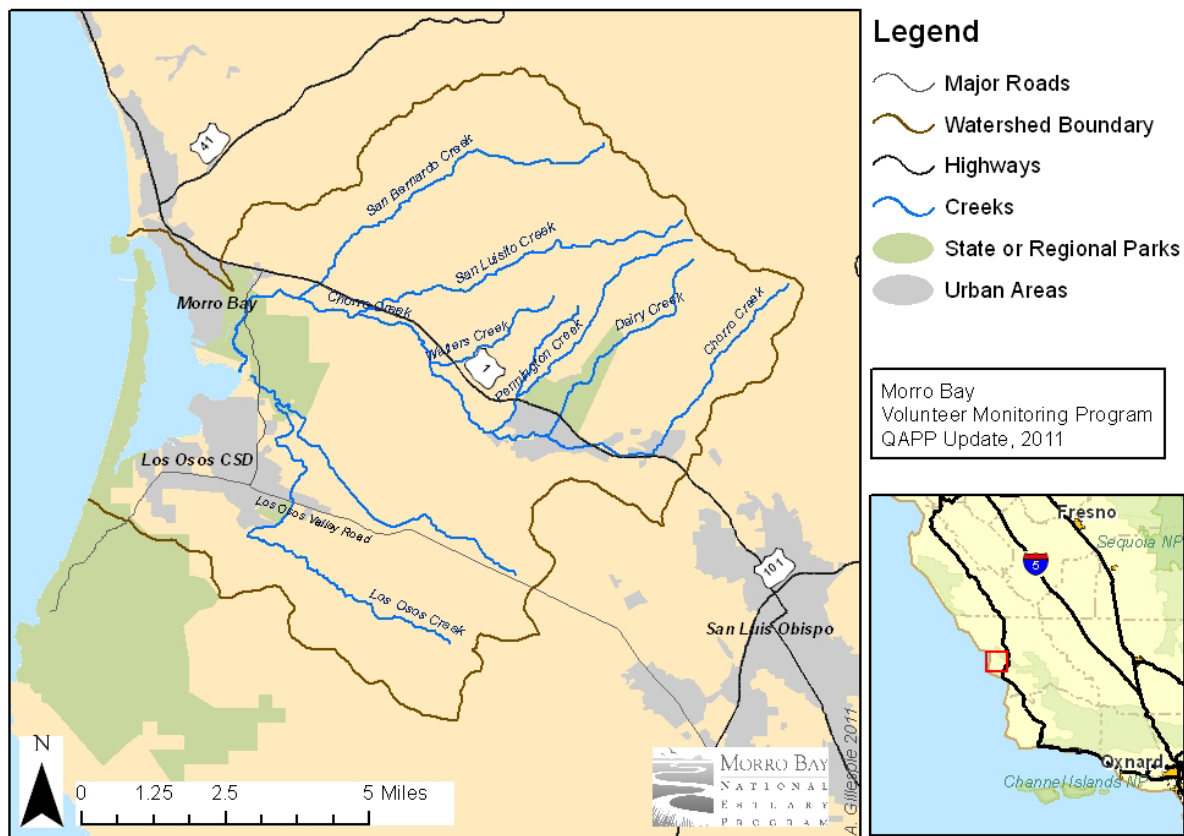 41
San Bernardo Creek
San Luisito Creek
Morro Bay
Chorro Creek
Walters Creek
Pennington Creek
Dairy Creek
Chorro Creek
1
Los Osos CSD
Los Osos Valley Road
Los Osos Creek
101
San Luis Obispo
N
0 1.25 2.5 5 Miles
MORRO BAY
NATIONAL
ESTUARY
PROGRAM
A. Gillespie 2011
Legend
Major Roads
Watershed Boundary
Highways
Creeks
State or Regional Parks
Urban Areas
Morro Bay
Volunteer Monitoring Program
QAPP Update, 2011
Fresno
Sequoia NP
5
Oxnard
Channel Islands NP